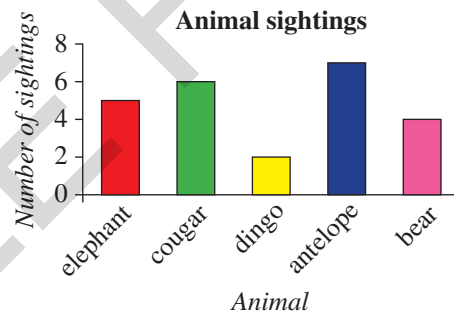 Animal sightings
Number of sightings
8
6
4
2
0
elephant
cougar
dingo
antelope
bear
Animal